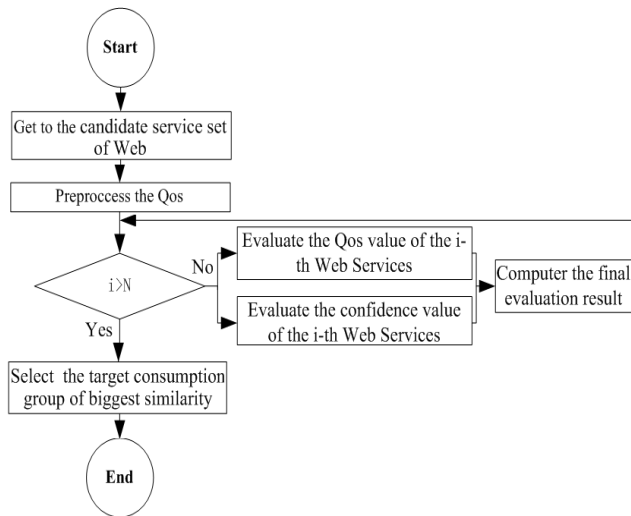 Start
Get to the candidate service set
of Web
Preproccess the Qos
i>N
No
Yes
Evaluate the Qos value of the i-
th Web Services
Evaluate the confidence value
of the i-th Web Services
Computer the final
evaluation result
Select the target consumption
group of biggest similarity
End